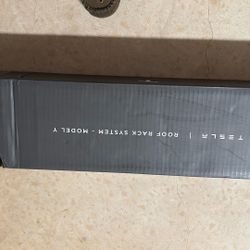 TESLA | ROOF RACK SYSTEM - MODEL Y